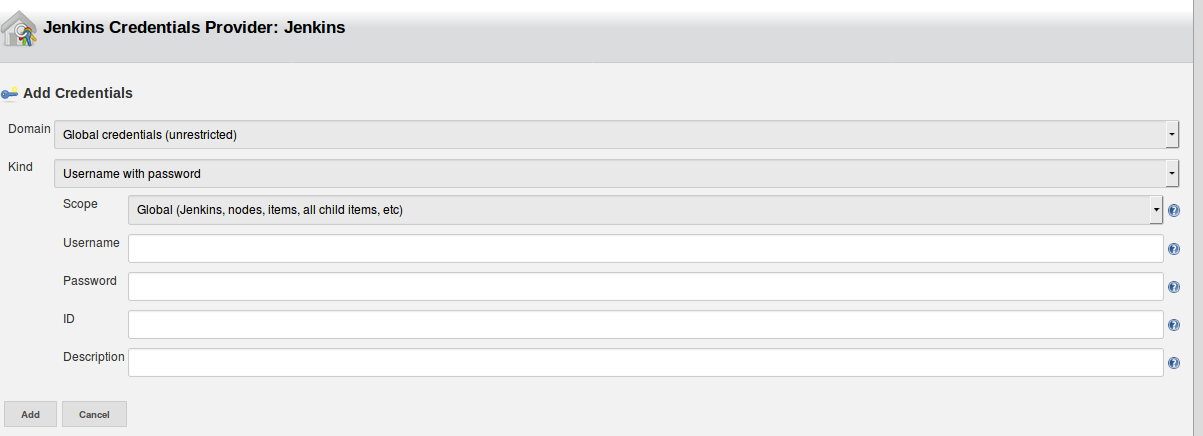 Jenkins Credentials Provider: Jenkins
Add Credentials
Domain Global credentials (unrestricted)
Kind Username with password
Scope Global (Jenkins, nodes, items, all child items, etc)
Username
Password
ID
Description
Add Cancel